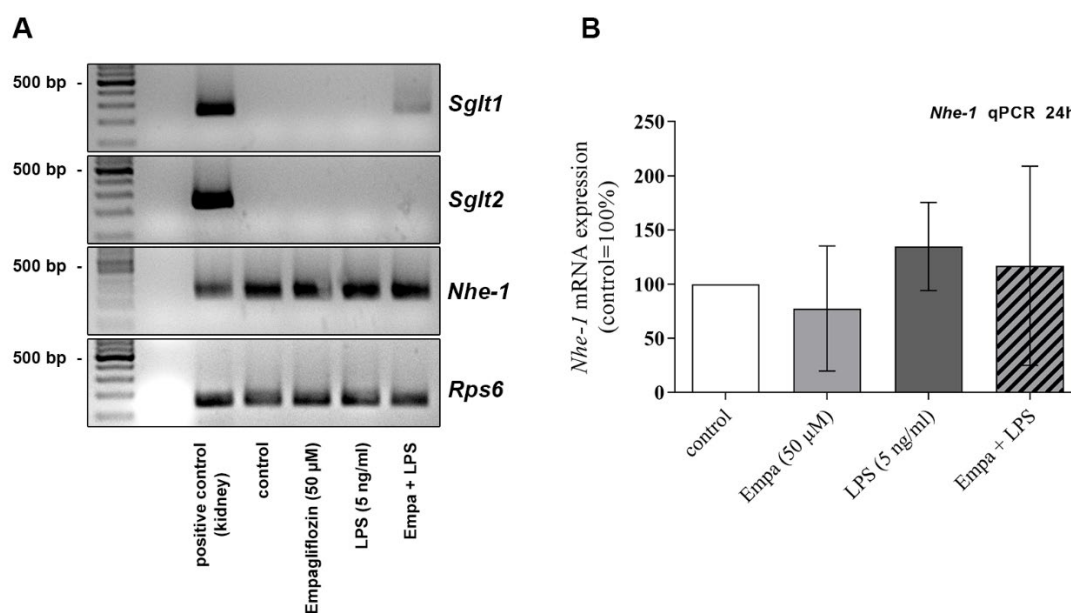 A
500 bp -
Sglt1
500 bp -
Sglt2
500 bp -
Nhe-1
500 bp -
Rps6
positive control
(kidney)
control
Empagliflozin (50 µM)
LPS (5 ng/ml)
Empa + LPS
B
Nhe-1 qPCR 24h
Nhe-1 mRNA expression
(control=100%)
250
200
150
100
50
0
control
Empa (50 µM)
LPS (5 ng/ml)
Empa + LPS